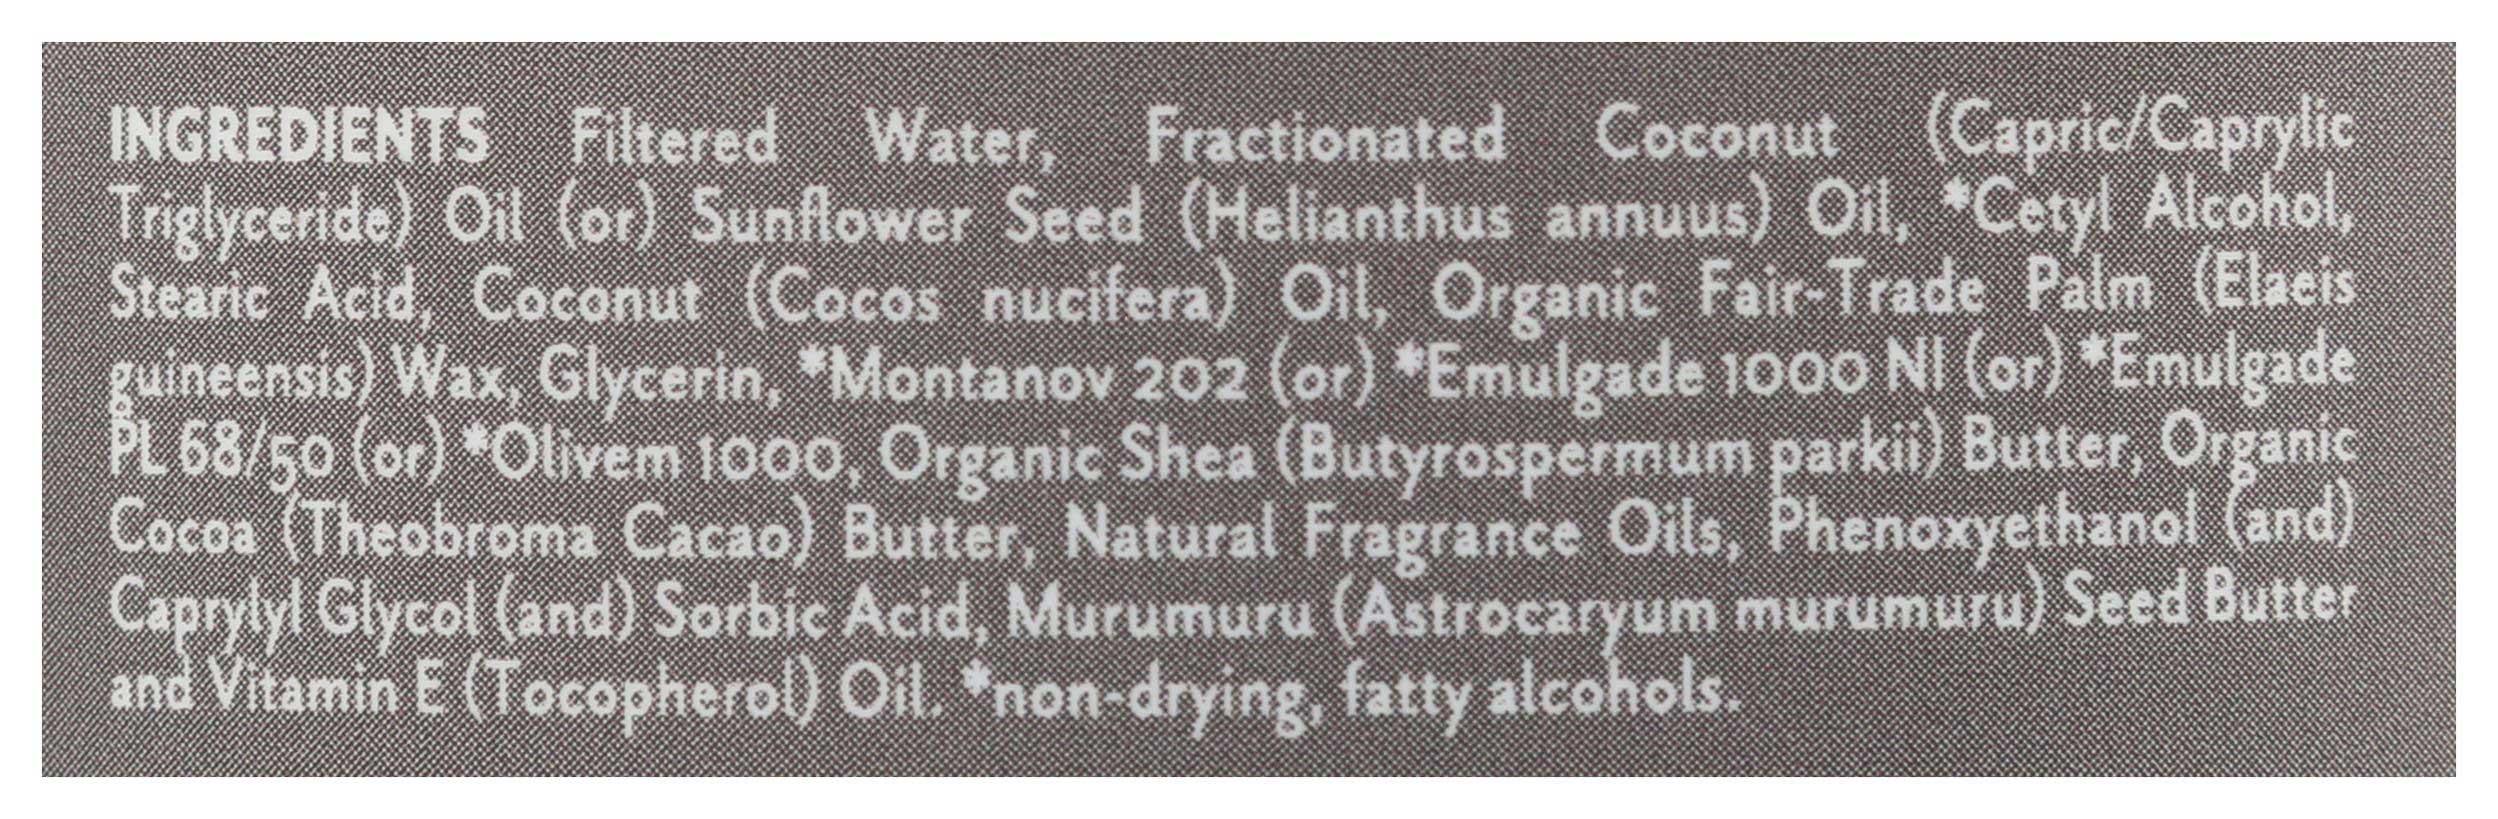 INGREDIENTS Filtered Water, Fractionated Coconut (Capric/Caprylic
Triglyceride) Oil (or) Sunflower Seed (Helianthus annuus) Oil, *Cetyl Alcohol,
Stearic Acid, Coconut (Cocos nucifera) Oil, Organic Fair-Trade Palm (Elaeis
guineensis) Wax, Glycerin, *Montanov 202 (or) *Emulgade 1000 NI (or) *Emulgade
PL 68/50 (or) *Olivem 1000, Organic Shea (Butyrospermum parkii) Butter, Organic
Cocoa (Theobroma Cacao) Butter, Natural Fragrance Oils, Phenoxyethanol (and)
Caprylyl Glycol (and) Sorbic Acid, Murumuru (Astrocaryum murumuru) Seed Butter
and Vitamin E (Tocopherol) Oil. *non-drying, fatty alcohols.